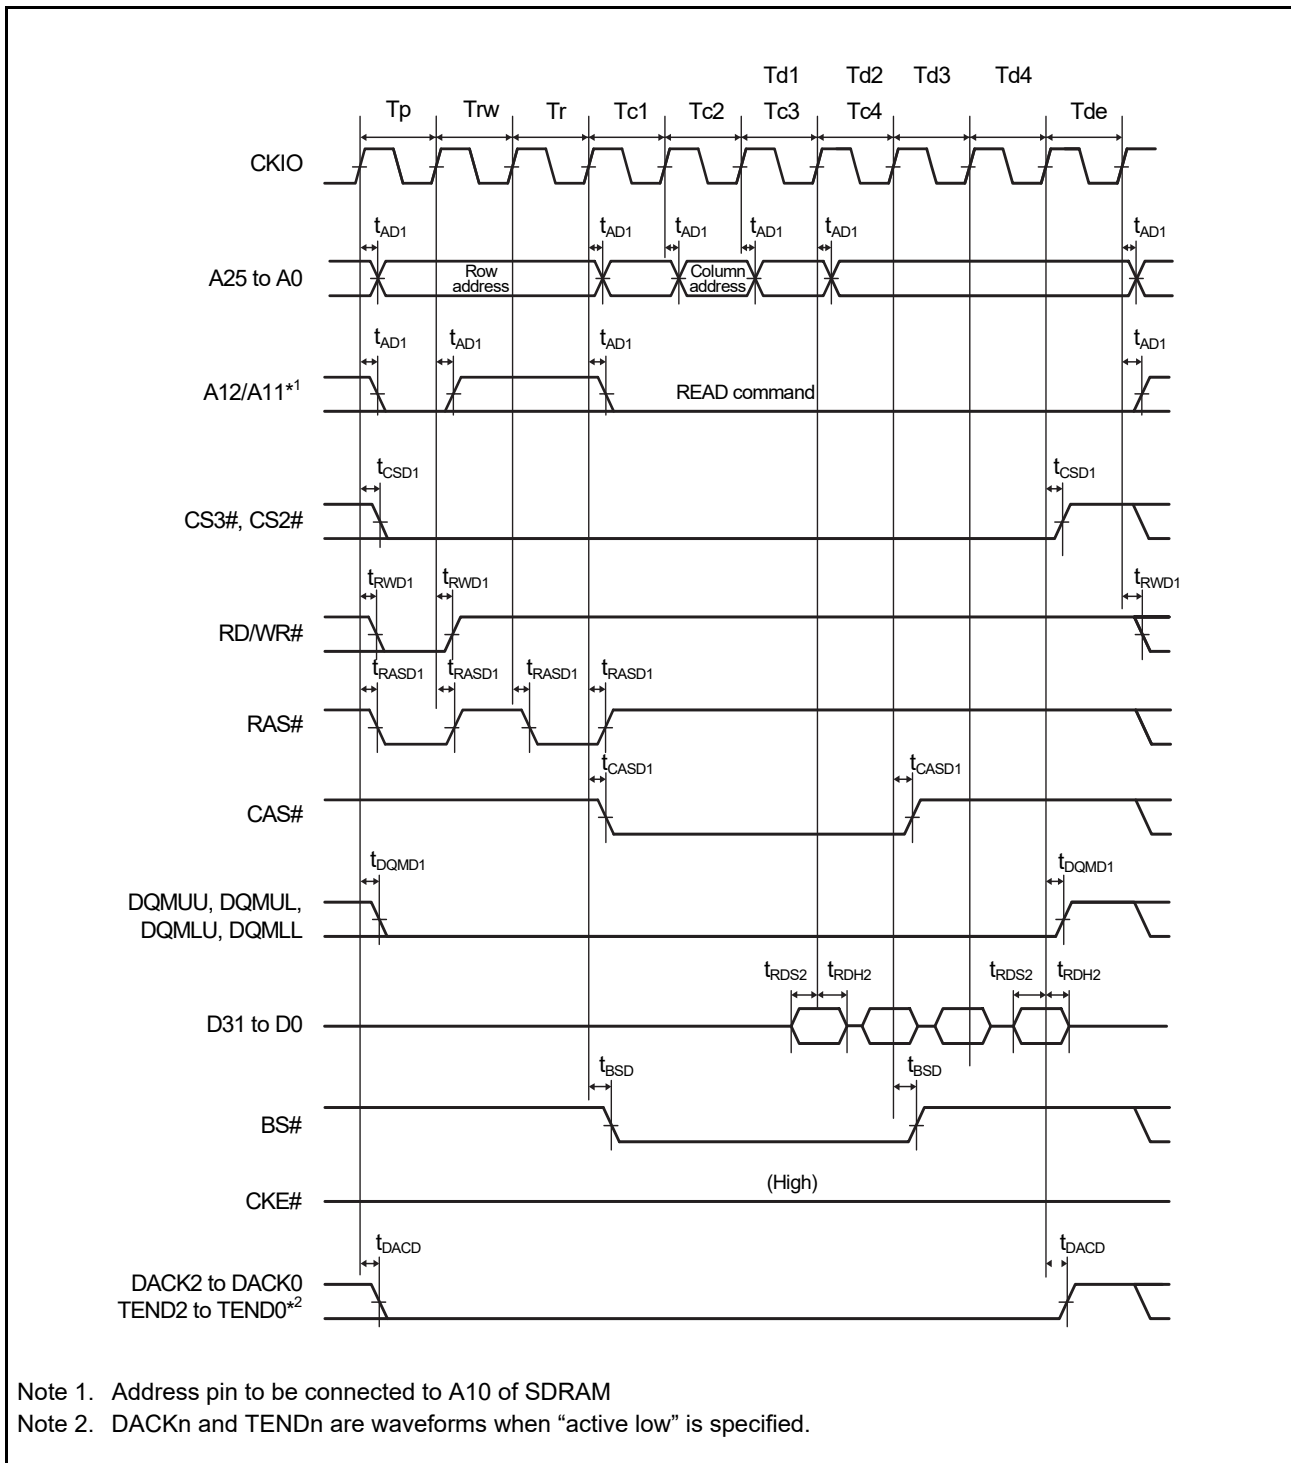 Td1 Td2 Td3 Td4
Tp Trw Tr Tc1 Tc2 Tc3 Tc4 Tde
CKIO
tAD1 tAD1 tAD1 tAD1 tAD1 tAD1
A25 to A0
Row address
Column address
tAD1 tAD1 tAD1 tAD1
A12/A11*1
READ command
tCSD1 tCSD1
CS3#, CS2#
tRWD1 tRWD1 tRWD1
RD/WR#
tRASD1 tRASD1 tRASD1 tRASD1
RAS#
tCASD1 tCASD1
CAS#
tDQMD1 tDQMD1
DQMUU, DQMUL,
DQMLU, DQMLL
tRDS2 tRDH2 tRDS2 tRDH2
D31 to D0
tBSD tBSD
BS#
(High)
CKE#
tDACD tDACD
DACK2 to DACK0
TEND2 to TEND0*2
Note 1. Address pin to be connected to A10 of SDRAM
Note 2. DACKn and TENDn are waveforms when “active low” is specified.